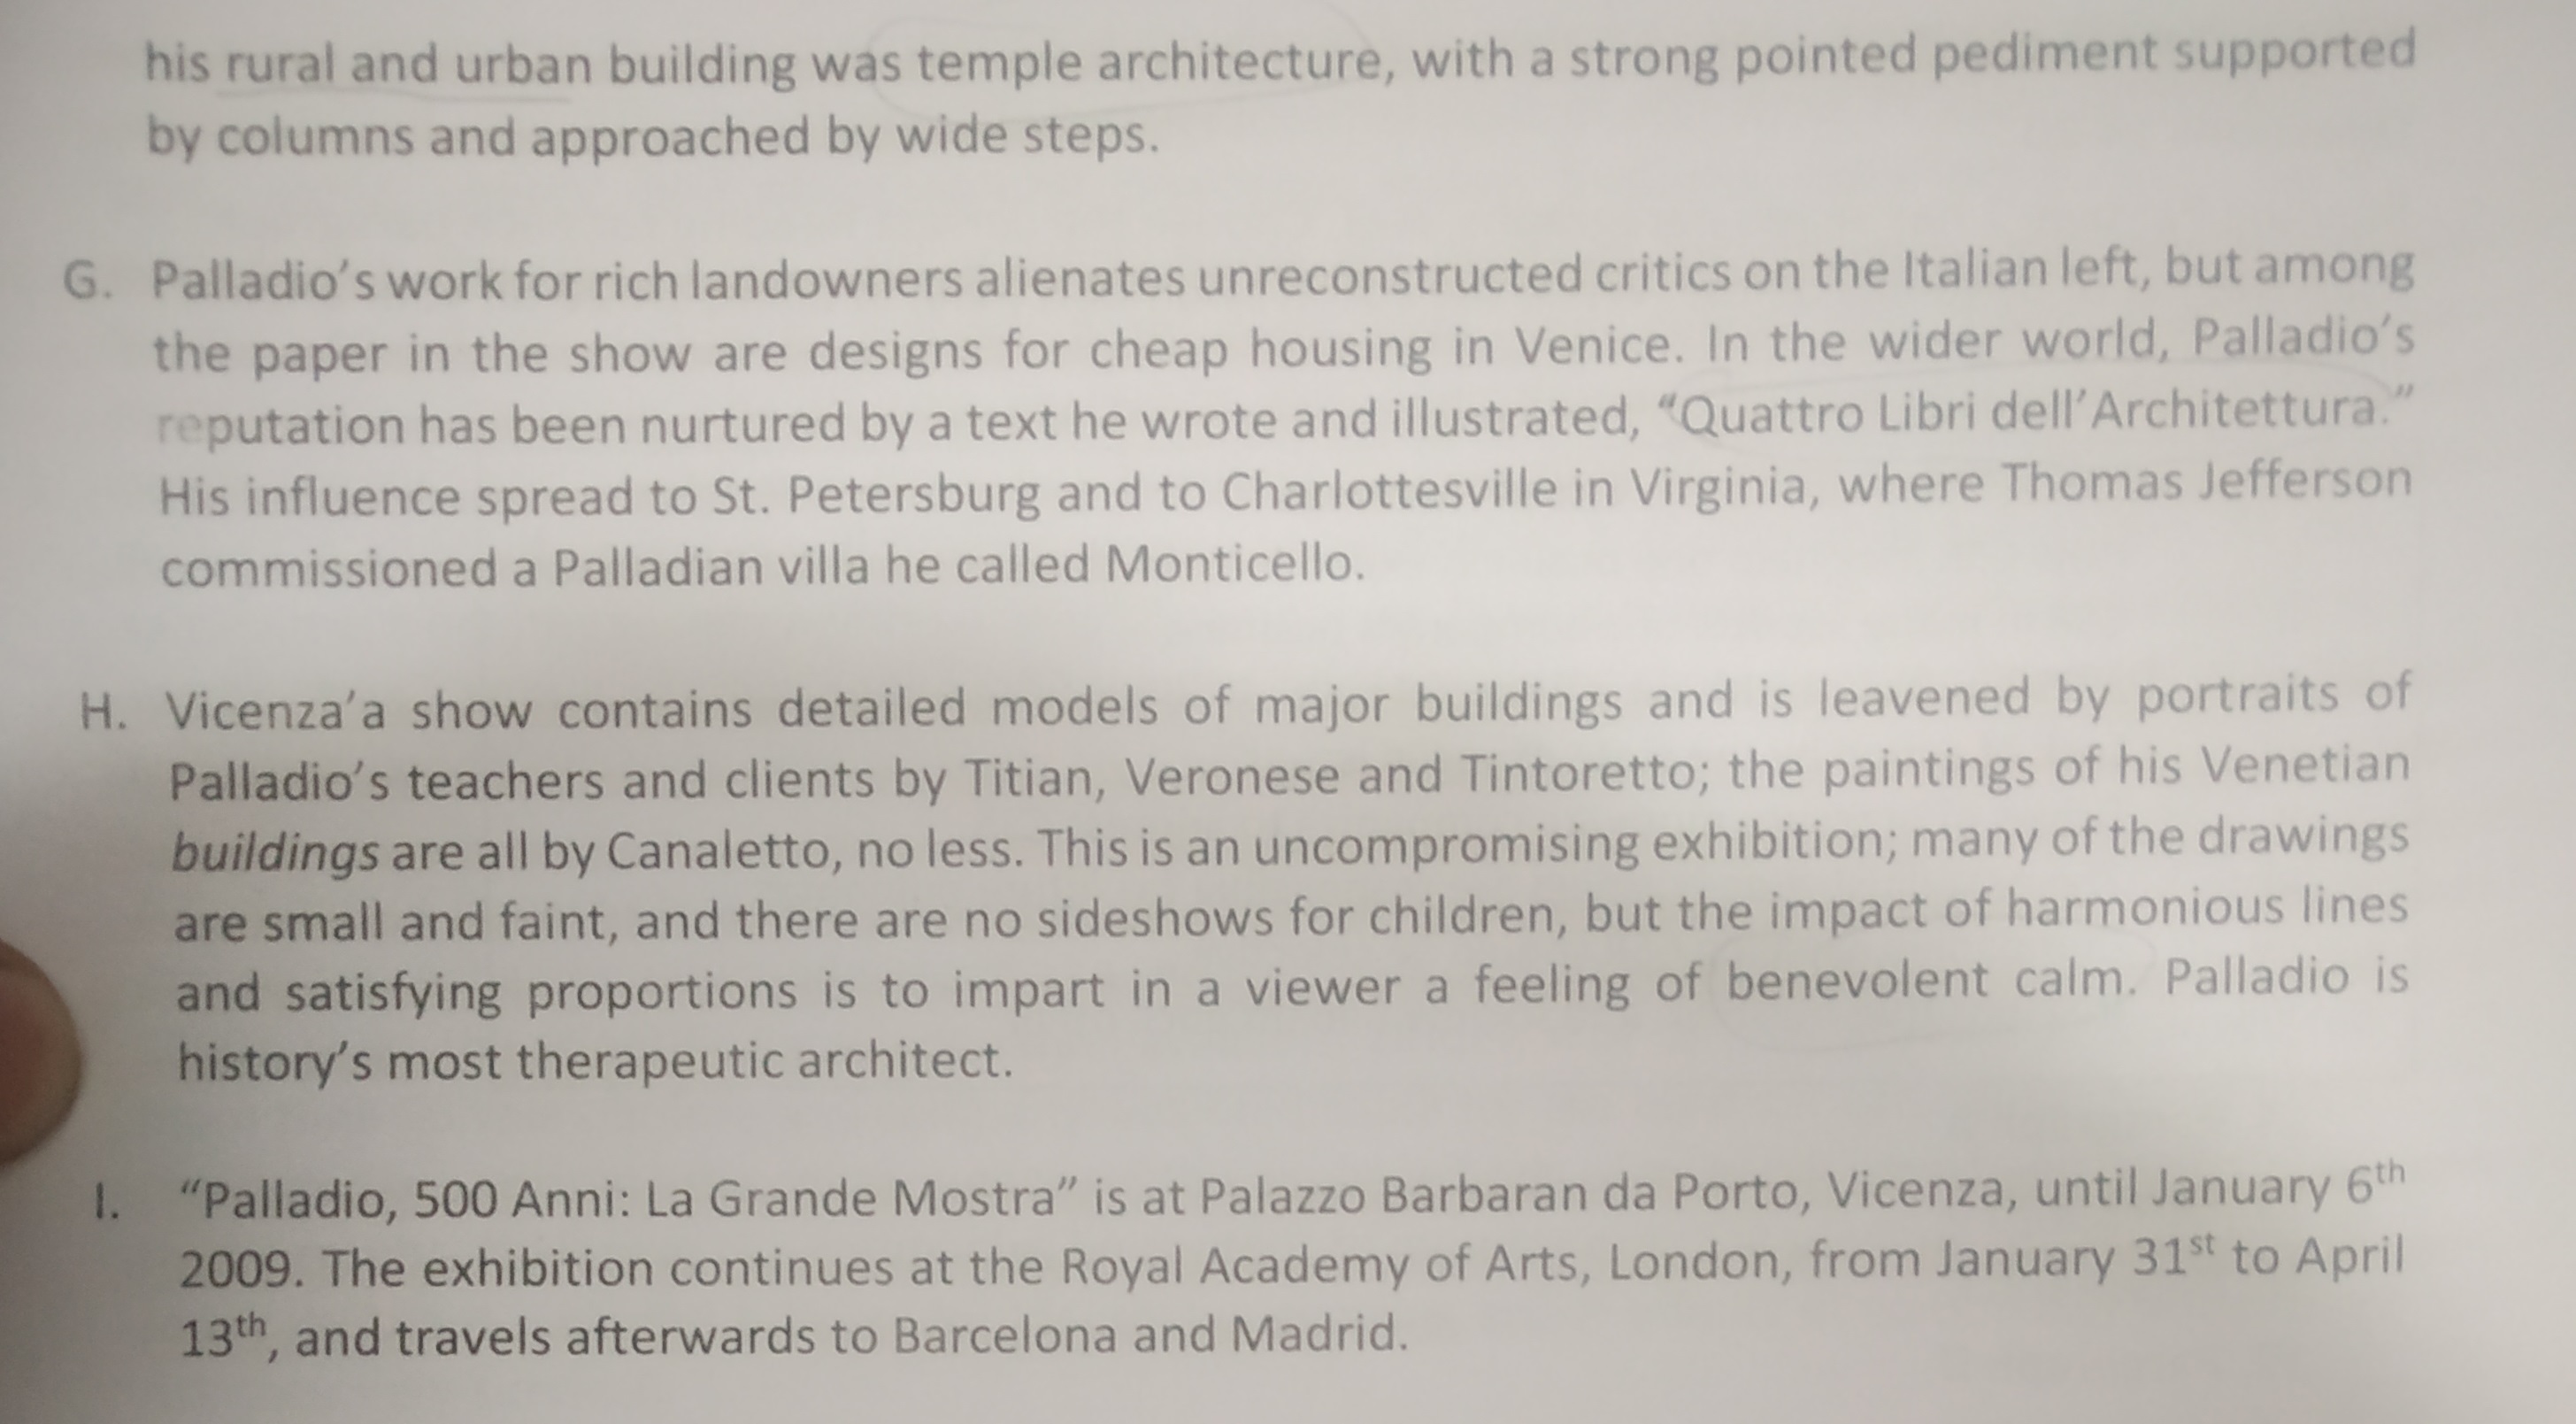 his rural and urban building was temple architecture, with a strong pointed pediment supported
by columns and approached by wide steps.
G. Palladio’s work for rich landowners alienates unreconstructed critics on the Italian left, but among
the paper in the show are designs for cheap housing in Venice. In the wider world, Palladio’s
reputation has been nurtured by a text he wrote and illustrated, “Quattro Libri dell’Architettura.”
His influence spread to St. Petersburg and to Charlottesville in Virginia, where Thomas Jefferson
commissioned a Palladian villa he called Monticello.
H. Vicenza’a show contains detailed models of major buildings and is leavened by portraits of
Palladio’s teachers and clients by Titian, Veronese and Tintoretto; the paintings of his Venetian
buildings are all by Canaletto, no less. This is an uncompromising exhibition; many of the drawings
are small and faint, and there are no sideshows for children, but the impact of harmonious lines
and satisfying proportions is to impart in a viewer a feeling of benevolent calm. Palladio is
history’s most therapeutic architect.
I. “Palladio, 500 Anni: La Grande Mostra” is at Palazzo Barbaran da Porto, Vicenza, until January 6th
2009. The exhibition continues at the Royal Academy of Arts, London, from January 31st to April
13th, and travels afterwards to Barcelona and Madrid.